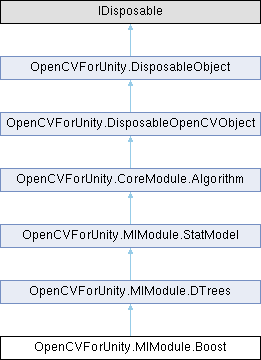 IDisposable
OpenCVForUnity.DisposableObject
OpenCVForUnity.DisposableOpenCVObject
OpenCVForUnity.CoreModule.Algorithm
OpenCVForUnity.MlModule.StatModel
OpenCVForUnity.MlModule.DTrees
OpenCVForUnity.MlModule.Boost